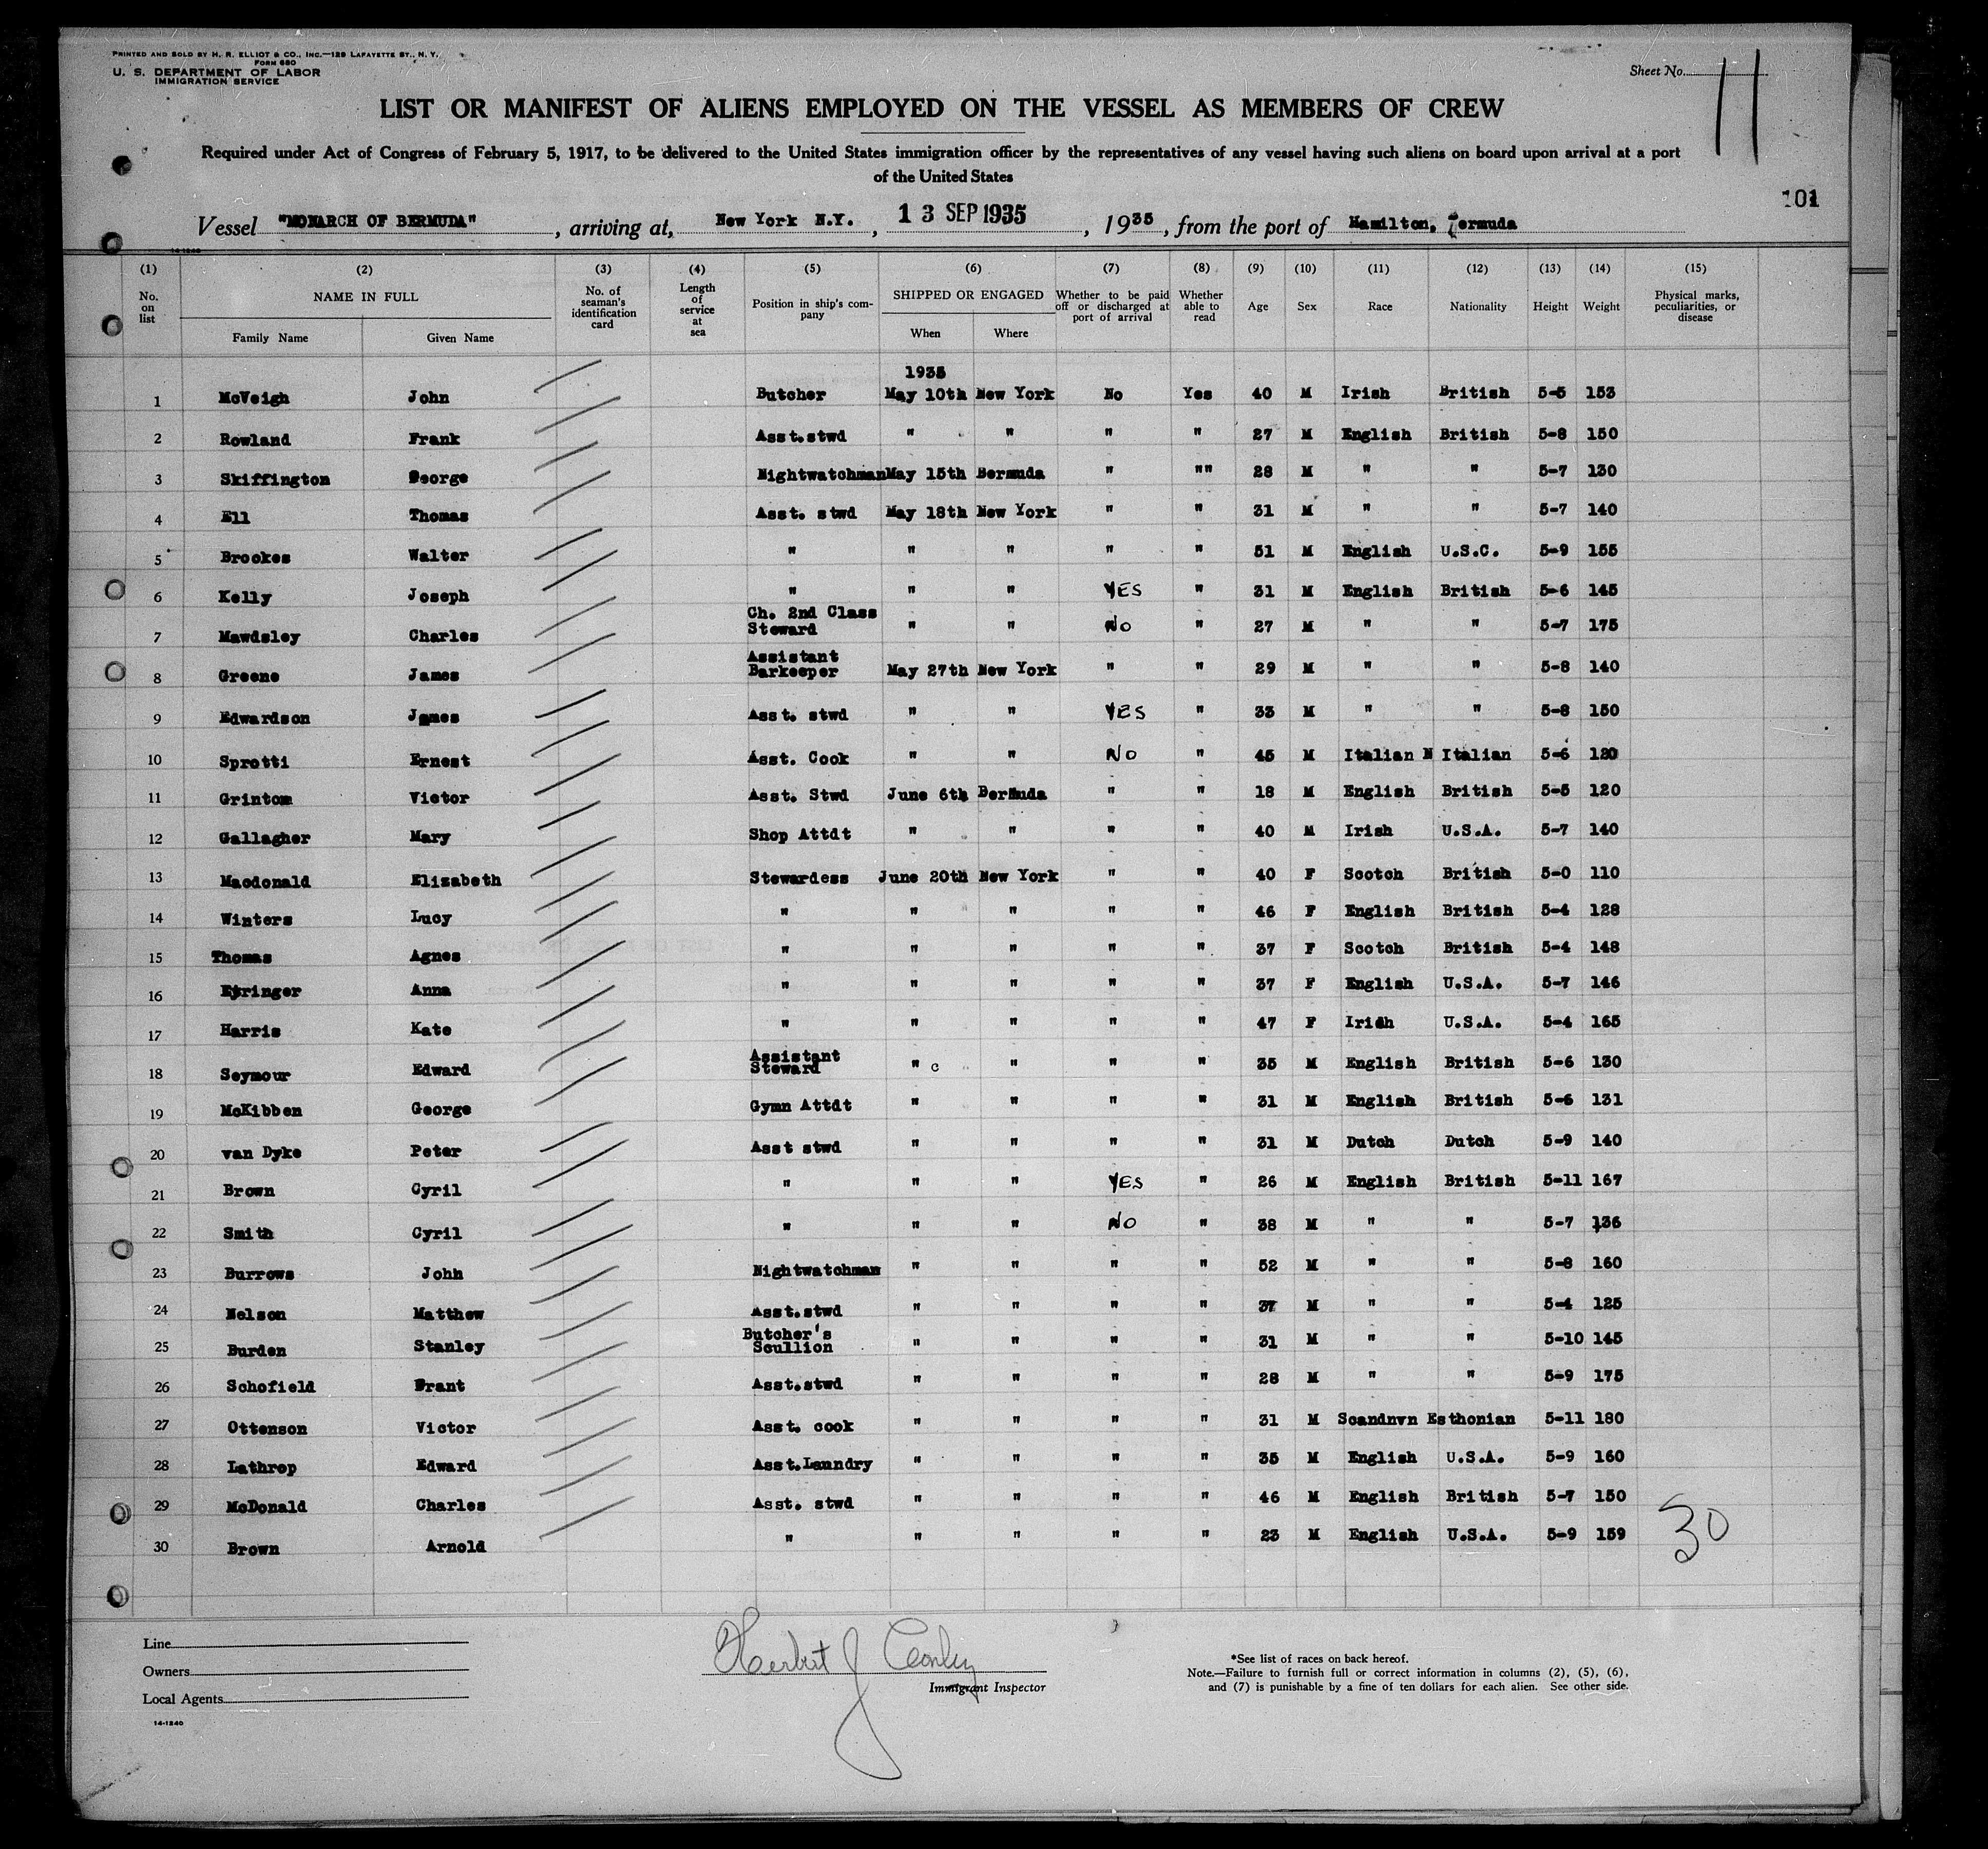 PRINTED AND SOLD BY H. R. ELLIOT & CO., INC.—129 LAFAYETTE ST., N. Y.
FORM 680
U. S. DEPARTMENT OF LABOR
IMMIGRATION SERVICE
Sheet No. 11
LIST OR MANIFEST OF ALIENS EMPLOYED ON THE VESSEL AS MEMBERS OF CREW
Required under Act of Congress of February 5, 1917, to be delivered to the United States immigration officer by the representatives of any vessel having such aliens on board upon arrival at a port
of the United States
101
Vessel "MONARCH OF BERMUDA", arriving at, New York N.Y., 13 SEP 1935, 1935, from the port of Hamilton, Bermuda
14-1240
(1) (2) (3) (4) (5) (6) (7) (8) (9) (10) (11) (12) (13) (14) (15)
No. on list NAME IN FULL Family Name Given Name No. of seaman's identification card Length of service at sea Position in ship's company SHIPPED OR ENGAGED When Where Whether to be paid off or discharged at port of arrival Whether able to read Age Sex Race Nationality Height Weight Physical marks, peculiarities, or disease
1935
1 McVeigh John Butcher May 10th New York No Yes 40 M Irish British 5-5 153
2 Rowland Frank Asst.stwd " " " " 27 M English British 5-8 150
3 Skiffington George Nightwatchman May 15th Bermuda " "" 28 M " " 5-7 130
4 Ell Thomas Asst. stwd May 18th New York " " 31 M " " 5-7 140
5 Brookes Walter " " " " " 51 M English U.S.C. 5-9 155
6 Kelly Joseph " " " YES " 31 M English British 5-6 145
7 Mawdsley Charles Ch. 2nd Class Steward " " NO " 27 M " " 5-7 175
8 Greene James Assistant Barkeeper May 27th New York " " 29 M " " 5-8 140
9 Edwardson James Asst. stwd " " YES " 33 M " " 5-8 150
10 Sprotti Ernest Asst. Cook " " NO " 45 M Italian N Italian 5-6 120
11 Grintom Victor Asst. Stwd June 6th Bermuda " " 18 M English British 5-5 120
12 Gallagher Mary Shop Attdt " " " " 40 M Irish U.S.A. 5-7 140
13 Macdonald Elizabeth Stewardess June 20th New York " " 40 F Scotch British 5-0 110
14 Winters Lucy " " " " " 46 F English British 5-4 128
15 Thomas Agnes " " " " " 37 F Scotch British 5-4 148
16 Anna " " " " " 37 F English U.S.A. 5-7 146
17 Harris Kate " " " " " 47 F Irish U.S.A. 5-4 165
18 Seymour Edward Assistant Steward " c " " " 35 M English British 5-6 130
19 McKibben George Gymn Attdt " " " " 31 M English British 5-6 131
20 van Dyke Peter Asst stwd " " " " 31 M Dutch Dutch 5-9 140
21 Brown Cyril " " " YES " 26 M English British 5-11 167
22 Smith Cyril " " " NO " 38 M " " 5-7 136
23 Burrows John Nightwatchman " " " " 52 M " " 5-8 160
24 Nelson Matthew Asst.stwd " " " " 37 M " " 5-4 125
25 Burden Stanley Butcher's Scullion " " " " 31 M " " 5-10 145
26 Schofield Grant Asst.stwd " " " " 28 M " " 5-9 175
27 Ottenson Victor Asst. cook " " " " 31 M Scandnvn Esthonian 5-11 180
28 Lathrop Edward Asst.Lanndry " " " " 35 M English U.S.A. 5-9 160
29 McDonald Charles Asst. stwd " " " " 46 M English British 5-7 150
30 Brown Arnold " " " " " 23 M English U.S.A. 5-9 159
30
Line
Owners
Local Agents
14-1240
Herbert J Conley
Immigrant Inspector
*See list of races on back hereof.
Note.—Failure to furnish full or correct information in columns (2), (5), (6),
and (7) is punishable by a fine of ten dollars for each alien. See other side.